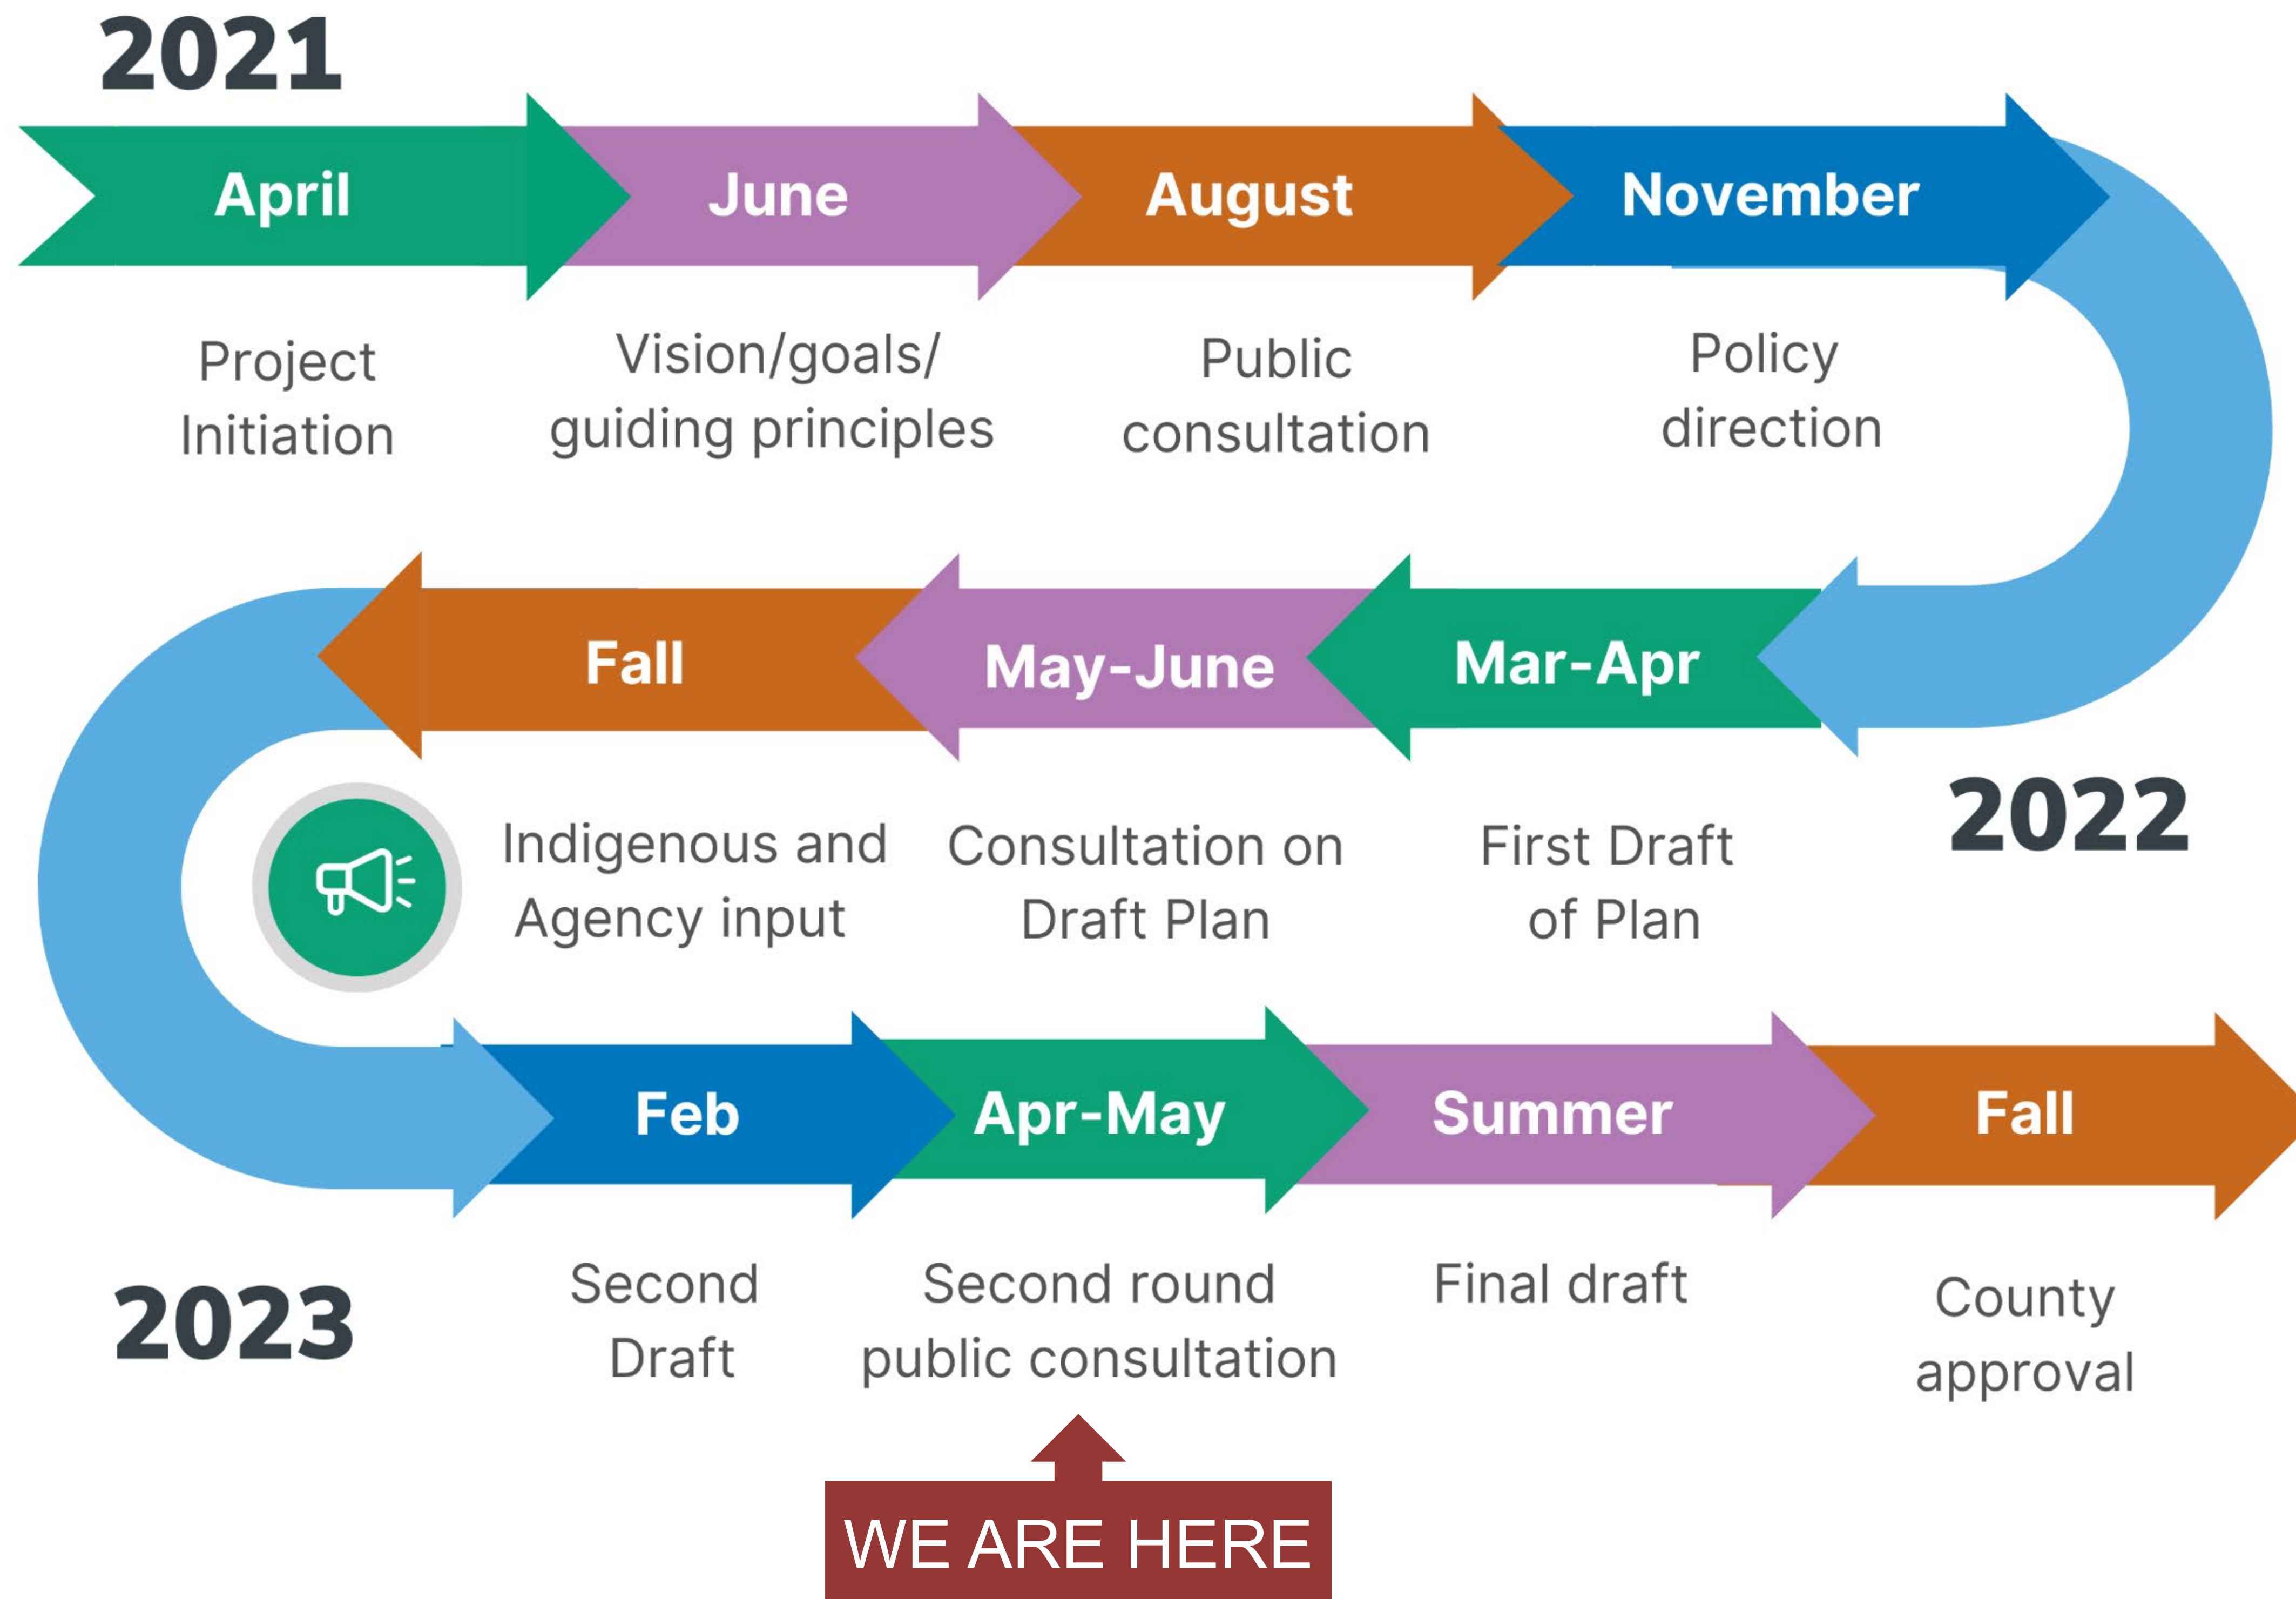 2021
April
June
August
November
Project
Initiation
Vision/goals/
guiding principles
Public
consultation
Policy
direction
2022
Mar-Apr
May-June
Fall
First Draft
of Plan
Consultation on
Draft Plan
Indigenous and
Agency input
2023
Feb
Apr-May
Summer
Fall
Second
Draft
Second round
public consultation
Final draft
County
approval
WE ARE HERE